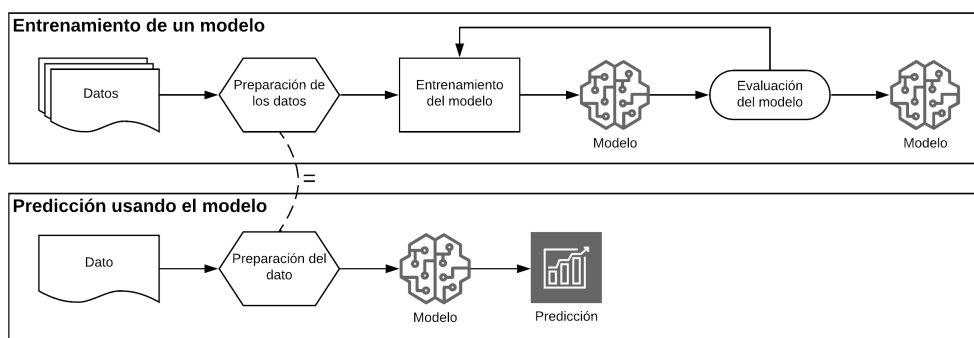 Entrenamiento de un modelo
Datos
Preparación de
los datos
Entrenamiento
del modelo
Modelo
Evaluación
del modelo
Modelo
=
Predicción usando el modelo
Dato
Preparación del
dato
Modelo
Predicción